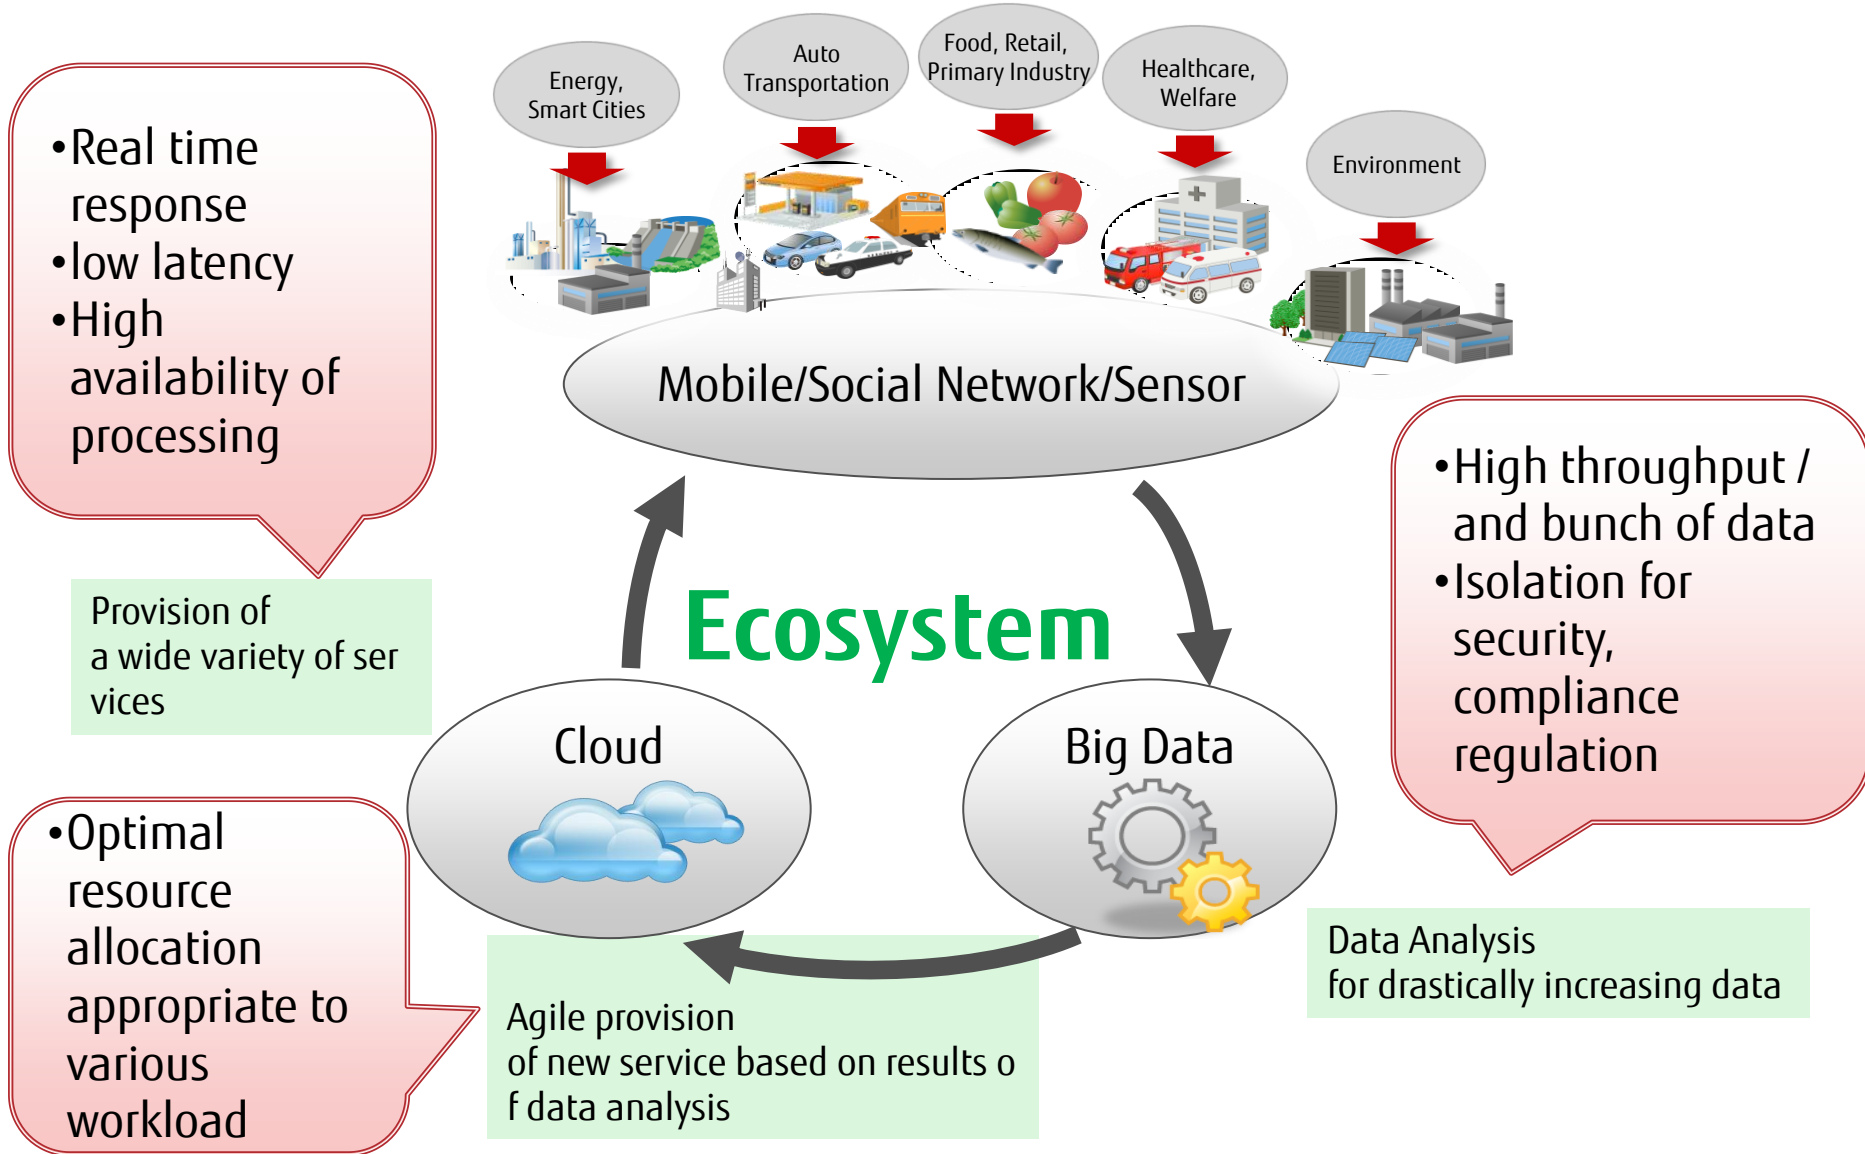 Energy,
Smart Cities
Auto
Transportation
Food, Retail,
Primary Industry
Healthcare,
Welfare
Environment
•Real time
response
•low latency
•High
availability of
processing
Mobile/Social Network/Sensor
•High throughput /
and bunch of data
•Isolation for
security,
compliance
regulation
Provision of
a wide variety of ser
vices
Ecosystem
Cloud
Big Data
•Optimal
resource
allocation
appropriate to
various
workload
Agile provision
of new service based on results o
f data analysis
Data Analysis
for drastically increasing data